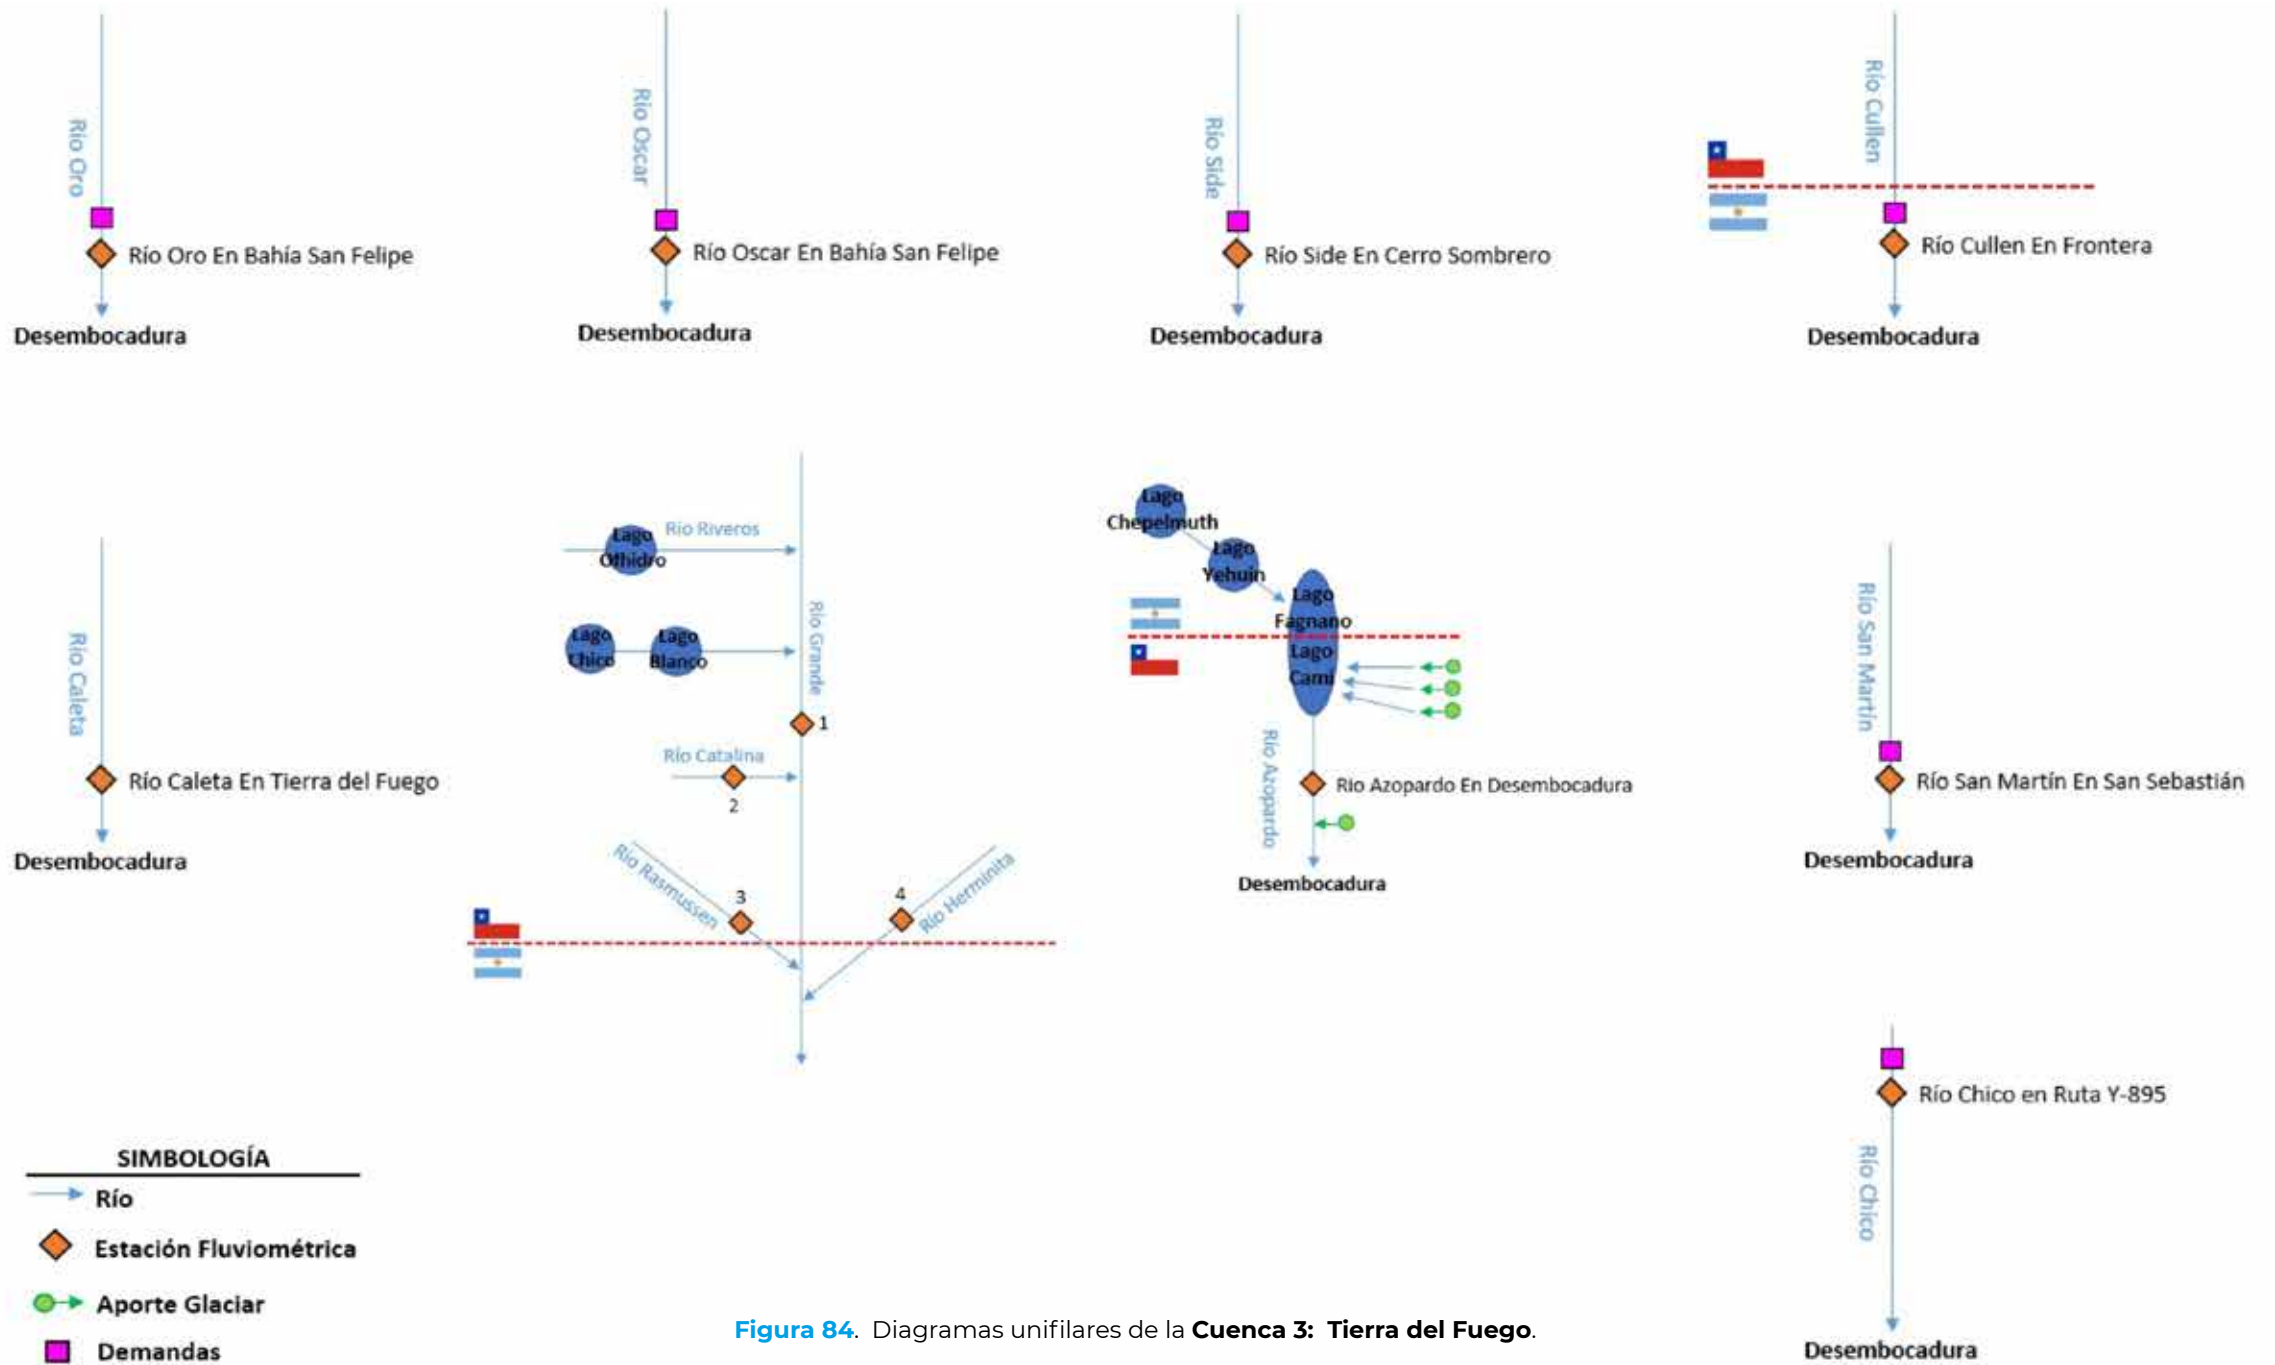 Río Oro
Río Oro En Bahía San Felipe
Desembocadura
Río Oscar
Río Oscar En Bahía San Felipe
Desembocadura
Río Side
Río Side En Cerro Sombrero
Desembocadura
Río Cullen
Río Cullen En Frontera
Desembocadura
Río Caleta
Río Caleta En Tierra del Fuego
Desembocadura
Lago
Ofhidro
Río Riveros
Lago
Chico
Lago
Blanco
Río Grande
1
Río Catalina
2
Río Rasmussen
3
4
Río Herminita
Lago
Chepelmuth
Lago
Yehuin
Lago
Fagnano
Lago
Cami
Río Azopardo
Río Azopardo En Desembocadura
Desembocadura
Río San Martín
Río San Martín En San Sebastián
Desembocadura
Río Chico en Ruta Y-895
Río Chico
Desembocadura
SIMBOLOGÍA
Río
Estación Fluviométrica
Aporte Glaciar
Demandas
Figura 84. Diagramas unifilares de la Cuenca 3: Tierra del Fuego.